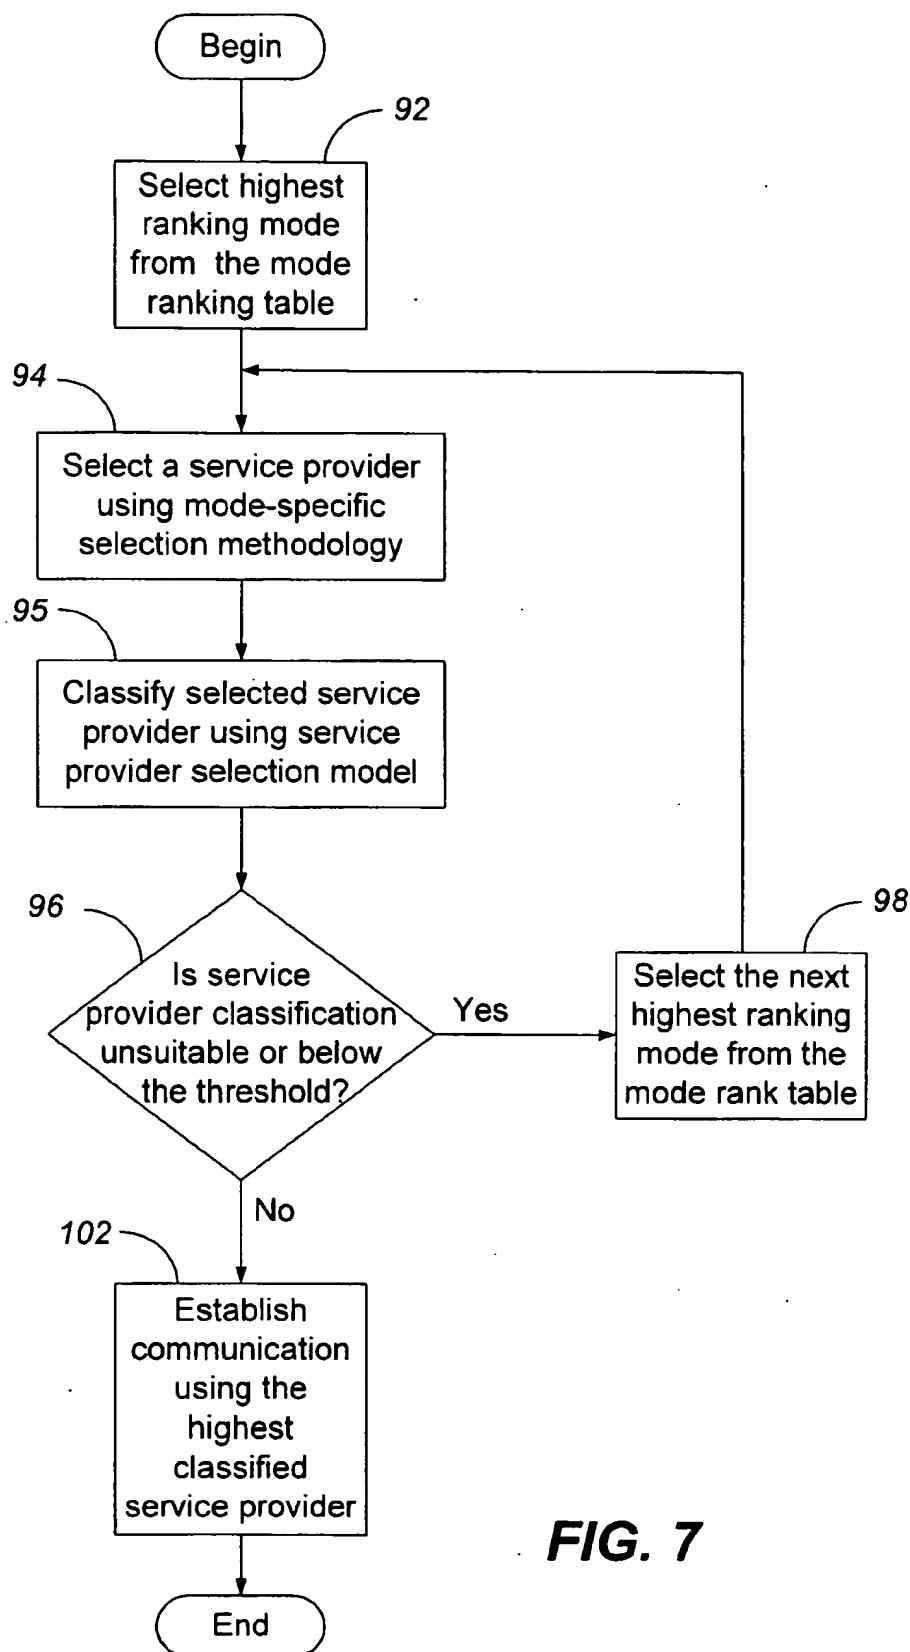 Begin
92
Select highest
ranking mode
from the mode
ranking table
94
Select a service provider
using mode-specific
selection methodology
95
Classify selected service
provider using service
provider selection model
96
Is service
provider classification
unsuitable or below
the threshold?
Yes
98
Select the next
highest ranking
mode from the
mode rank table
No
102
Establish
communication
using the
highest
classified
service provider
End
FIG. 7